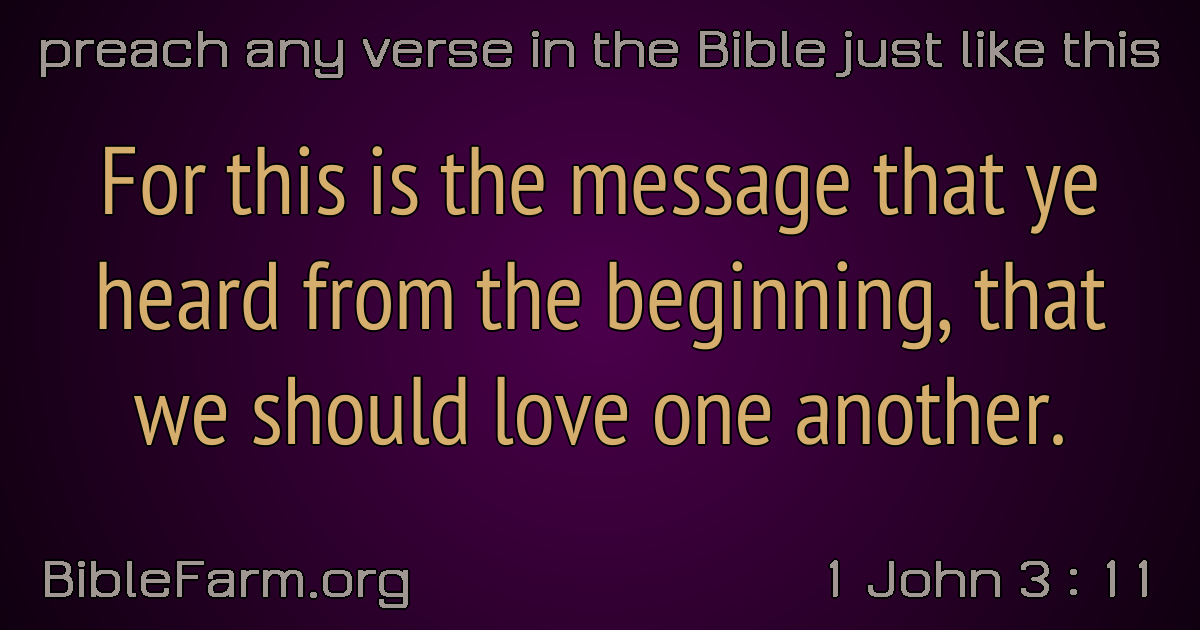 preach any verse in the Bible just like this
For this is the message that ye
heard from the beginning, that
we should love one another.
BibleFarm.org
1 John 3 : 11